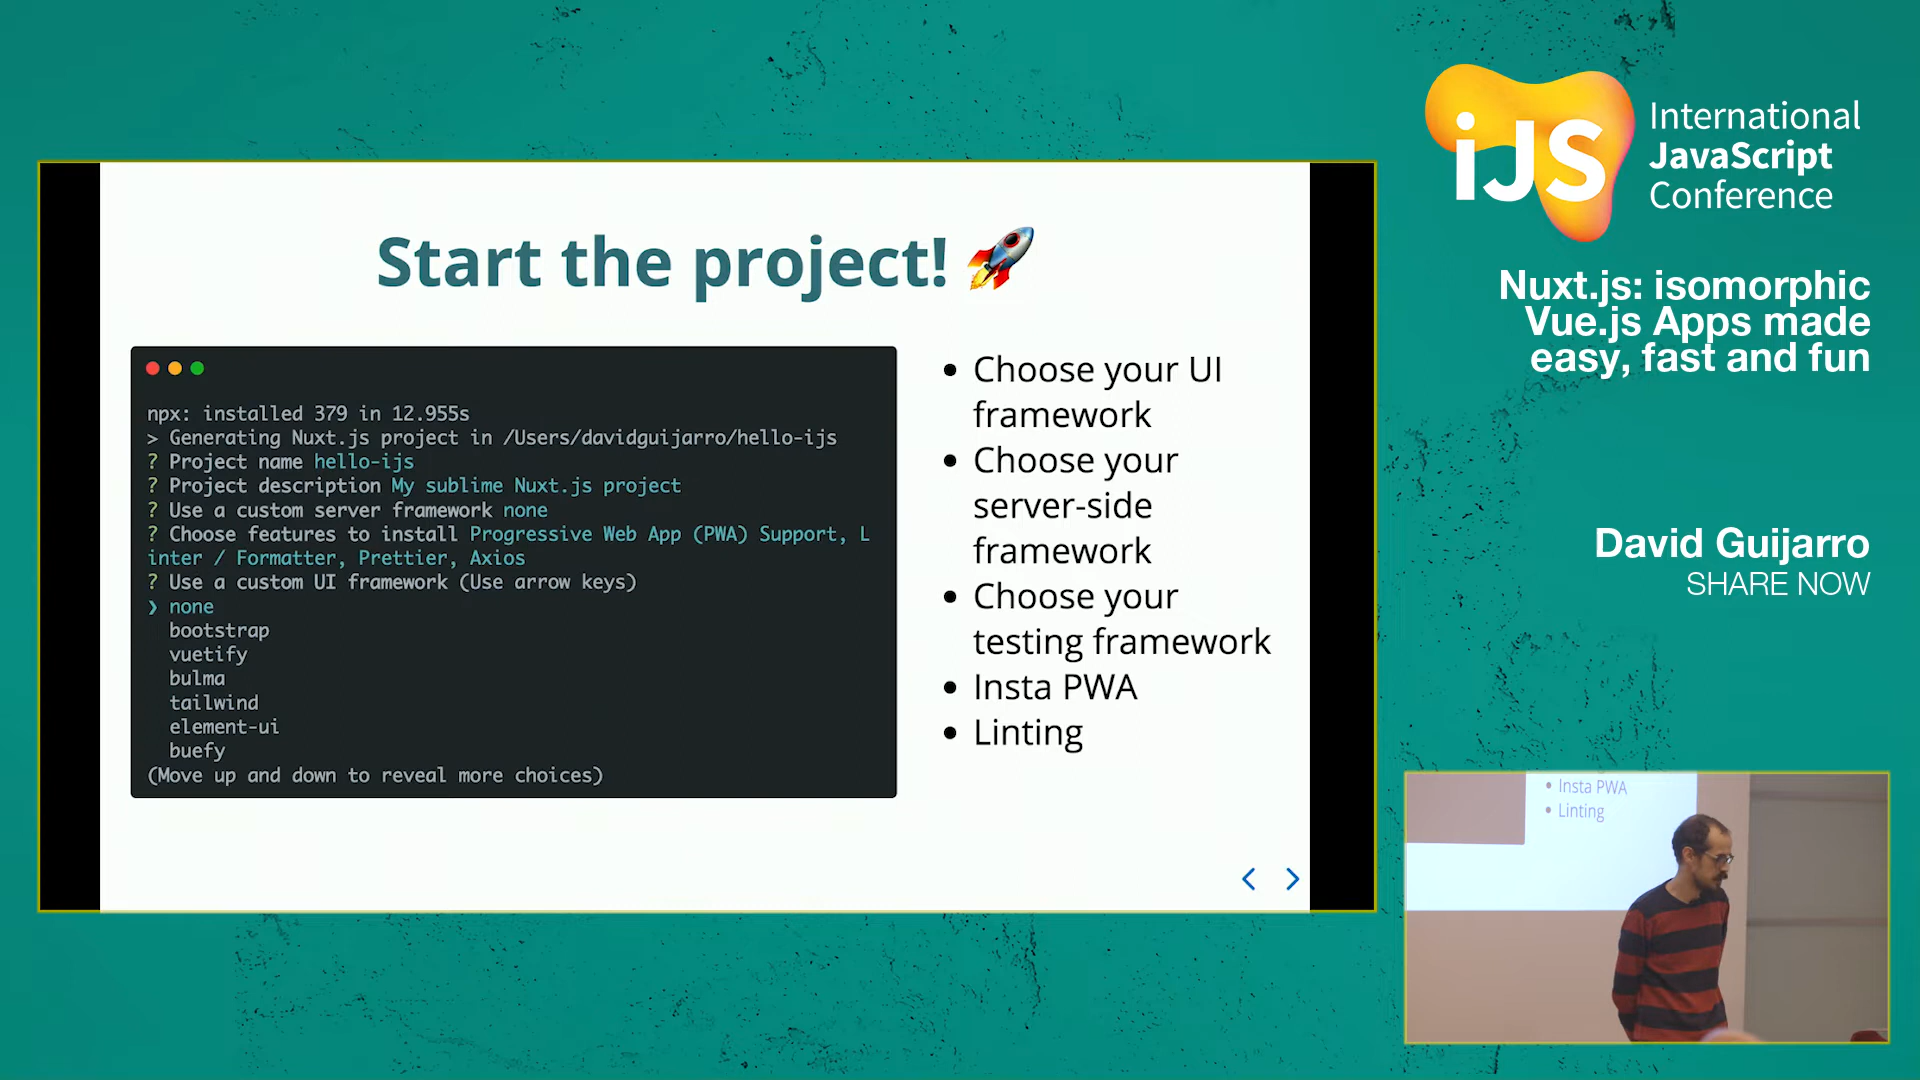 Start the project!
npx: installed 379 in 12.955s
> Generating Nuxt.js project in /Users/davidguijarro/hello-ijs
? Project name hello-ijs
? Project description My sublime Nuxt.js project
? Use a custom server framework none
? Choose features to install Progressive Web App (PWA) Support, L
inter / Formatter, Prettier, Axios
? Use a custom UI framework (Use arrow keys)
❯ none
bootstrap
vuetify
bulma
tailwind
element-ui
buefy
(Move up and down to reveal more choices)
• Choose your UI
framework
• Choose your
server-side
framework
• Choose your
testing framework
• Insta PWA
• Linting
iJS
International
JavaScript
Conference
Nuxt.js: isomorphic
Vue.js Apps made
easy, fast and fun
David Guijarro
SHARE NOW
• Insta PWA
• Linting